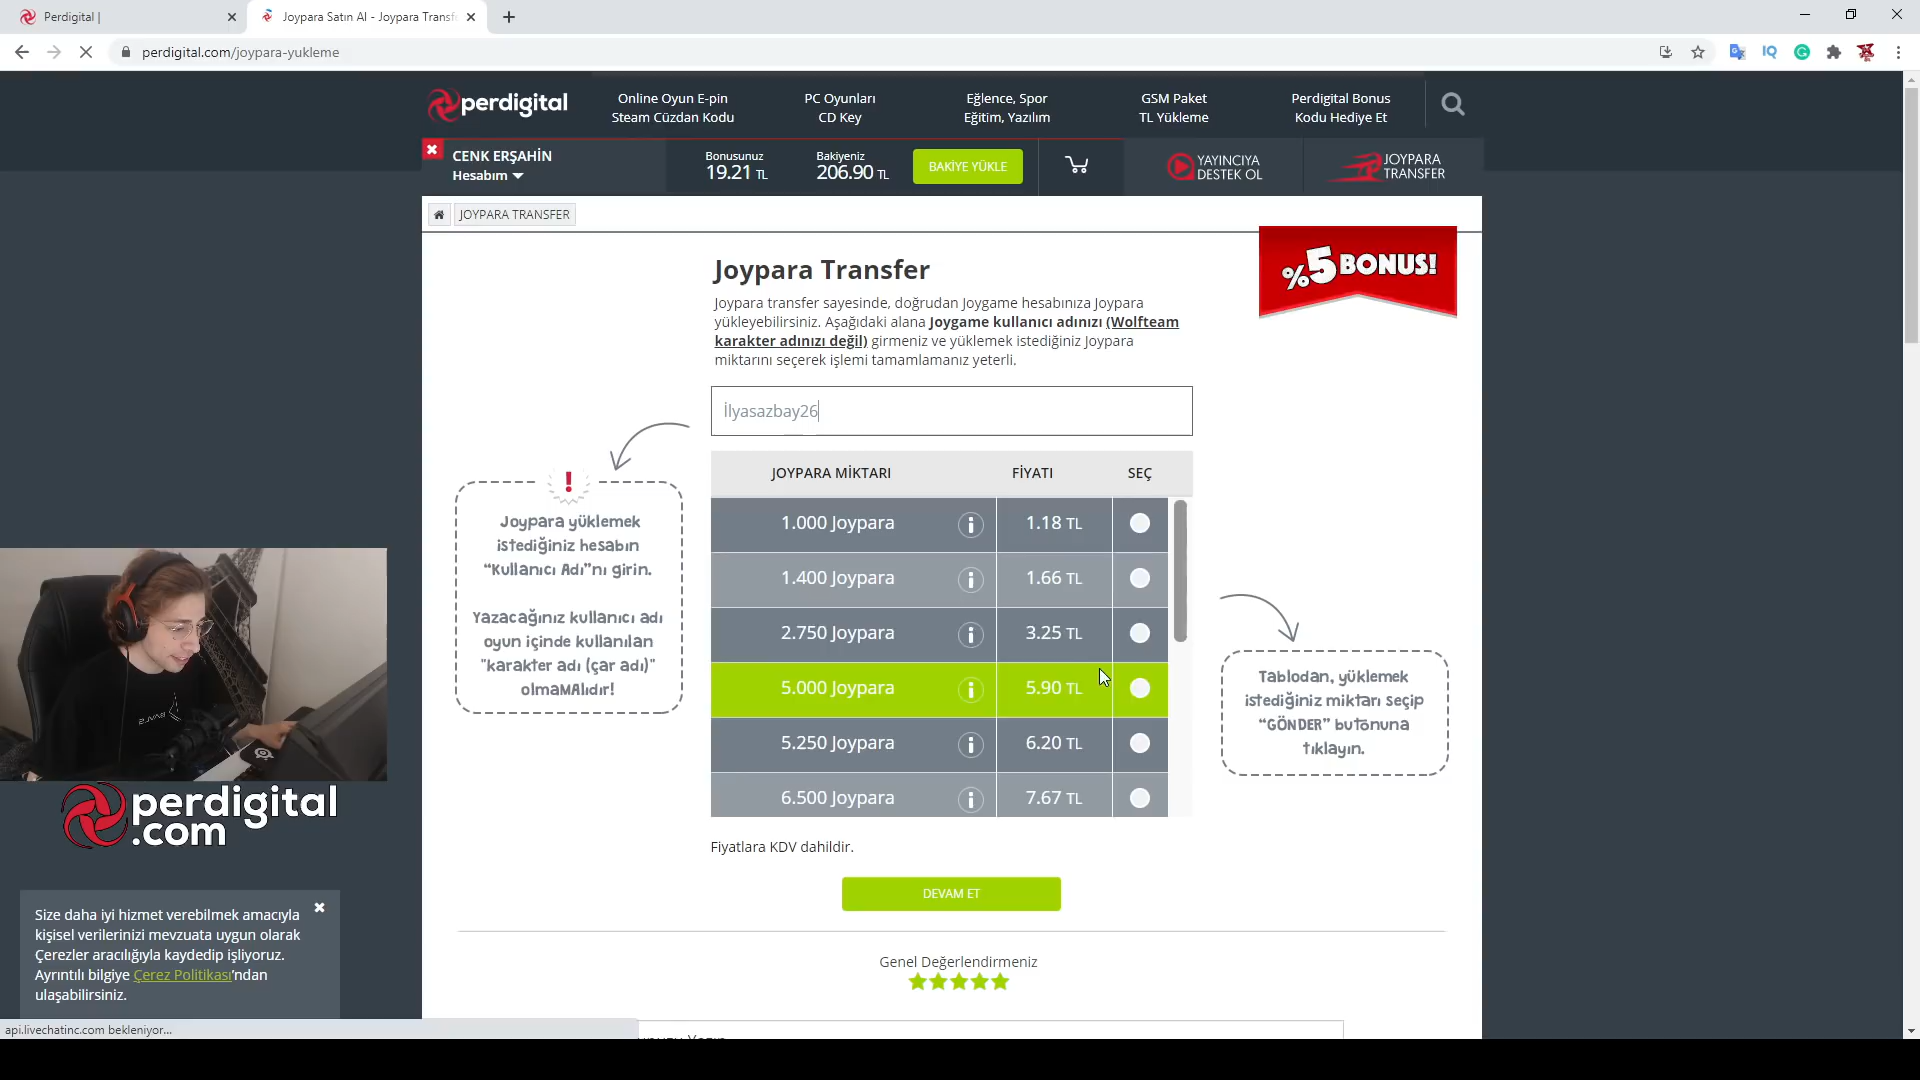 Perdigital |
Joypara Satın Al - Joypara Transfe
perdigital.com/joypara-yukleme
perdigital
Online Oyun E-pin
Steam Cüzdan Kodu
PC Oyunları
CD Key
Eğlence, Spor
Eğitim, Yazılım
GSM Paket
TL Yükleme
Perdigital Bonus
Kodu Hediye Et
CENK ERŞAHİN
Hesabım
Bonusunuz
19.21 TL
Bakiyeniz
206.90 TL
BAKİYE YÜKLE
YAYINCIYA
DESTEK OL
JOYPARA
TRANSFER
JOYPARA TRANSFER
%5 BONUS!
Joypara Transfer
Joypara transfer sayesinde, doğrudan Joygame hesabınıza Joypara
yükleyebilirsiniz. Aşağıdaki alana Joygame kullanıcı adınızı (Wolfteam
karakter adınızı değil) girmeniz ve yüklemek istediğiniz Joypara
miktarını seçerek işlemi tamamlamanız yeterli.
İlyasazbay26
JOYPARA MİKTARI FİYATI SEÇ
1.000 Joypara i 1.18 TL
1.400 Joypara i 1.66 TL
2.750 Joypara i 3.25 TL
5.000 Joypara i 5.90 TL
5.250 Joypara i 6.20 TL
6.500 Joypara i 7.67 TL
!
Joypara yüklemek
istediğiniz hesabın
“Kullanıcı Adı”nı girin.
Yazacağınız kullanıcı adı
oyun içinde kullanılan
"karakter adı (çar adı)"
olmaMAlıdır!
Tablodan, yüklemek
istediğiniz miktarı seçip
“GÖNDER” butonuna
tıklayın.
Fiyatlara KDV dahildir.
DEVAM ET
Genel Değerlendirmeniz
perdigital
.com
Size daha iyi hizmet verebilmek amacıyla
kişisel verilerinizi mevzuata uygun olarak
Çerezler aracılığıyla kaydedip işliyoruz.
Ayrıntılı bilgiye Çerez Politikası’ndan
ulaşabilirsiniz.
api.livechatinc.com bekleniyor...